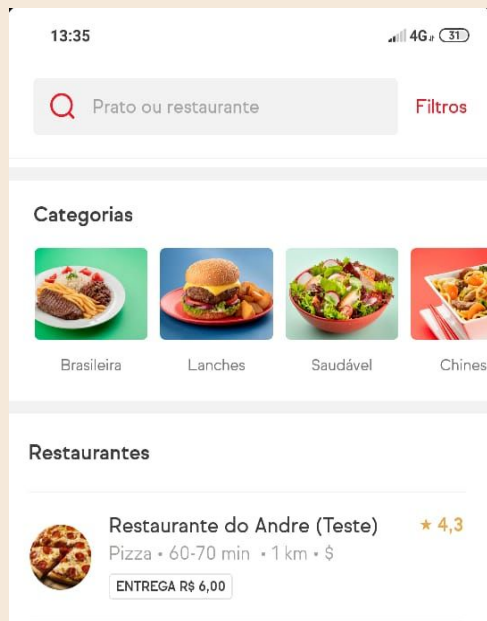 13:35 4G 31
Prato ou restaurante Filtros
Categorias
Brasileira Lanches Saudável Chines
Restaurantes
Restaurante do Andre (Teste) ★ 4,3
Pizza • 60-70 min • 1 km • $
ENTREGA R$ 6,00